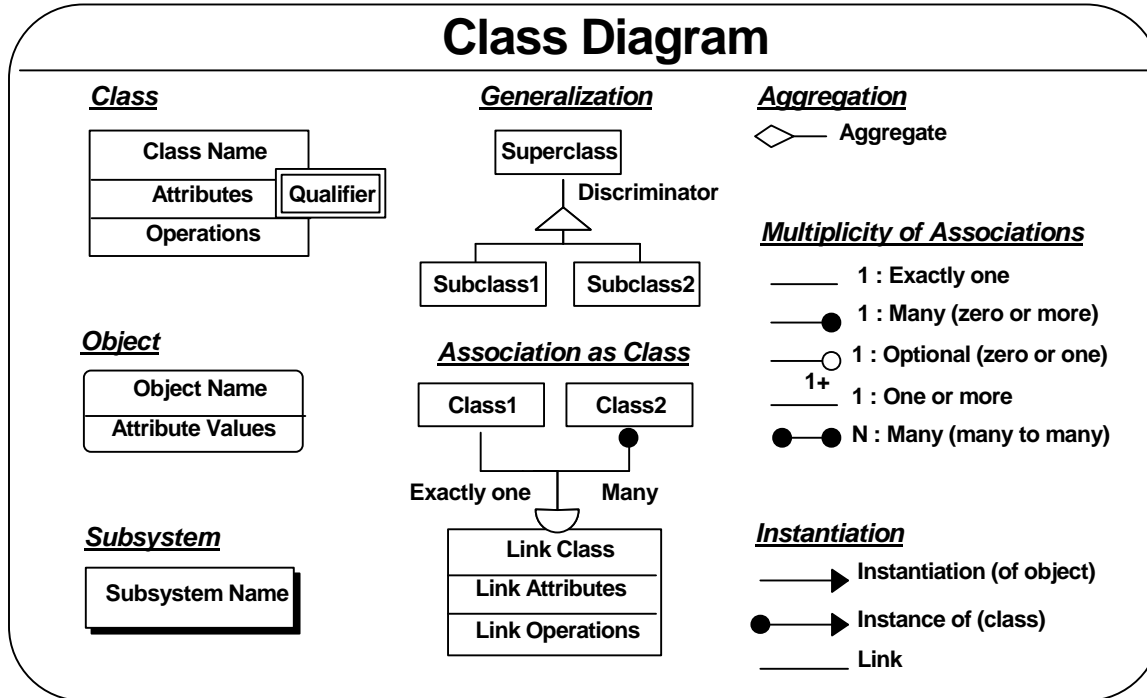 Class Diagram
Class
Class Name
Attributes
Qualifier
Operations
Object
Object Name
Attribute Values
Subsystem
Subsystem Name
Generalization
Superclass
Discriminator
Subclass1
Subclass2
Association as Class
Class1
Class2
Exactly one
Many
Link Class
Link Attributes
Link Operations
Aggregation
Aggregate
Multiplicity of Associations
1 : Exactly one
1 : Many (zero or more)
1 : Optional (zero or one)
1+
1 : One or more
N : Many (many to many)
Instantiation
Instantiation (of object)
Instance of (class)
Link